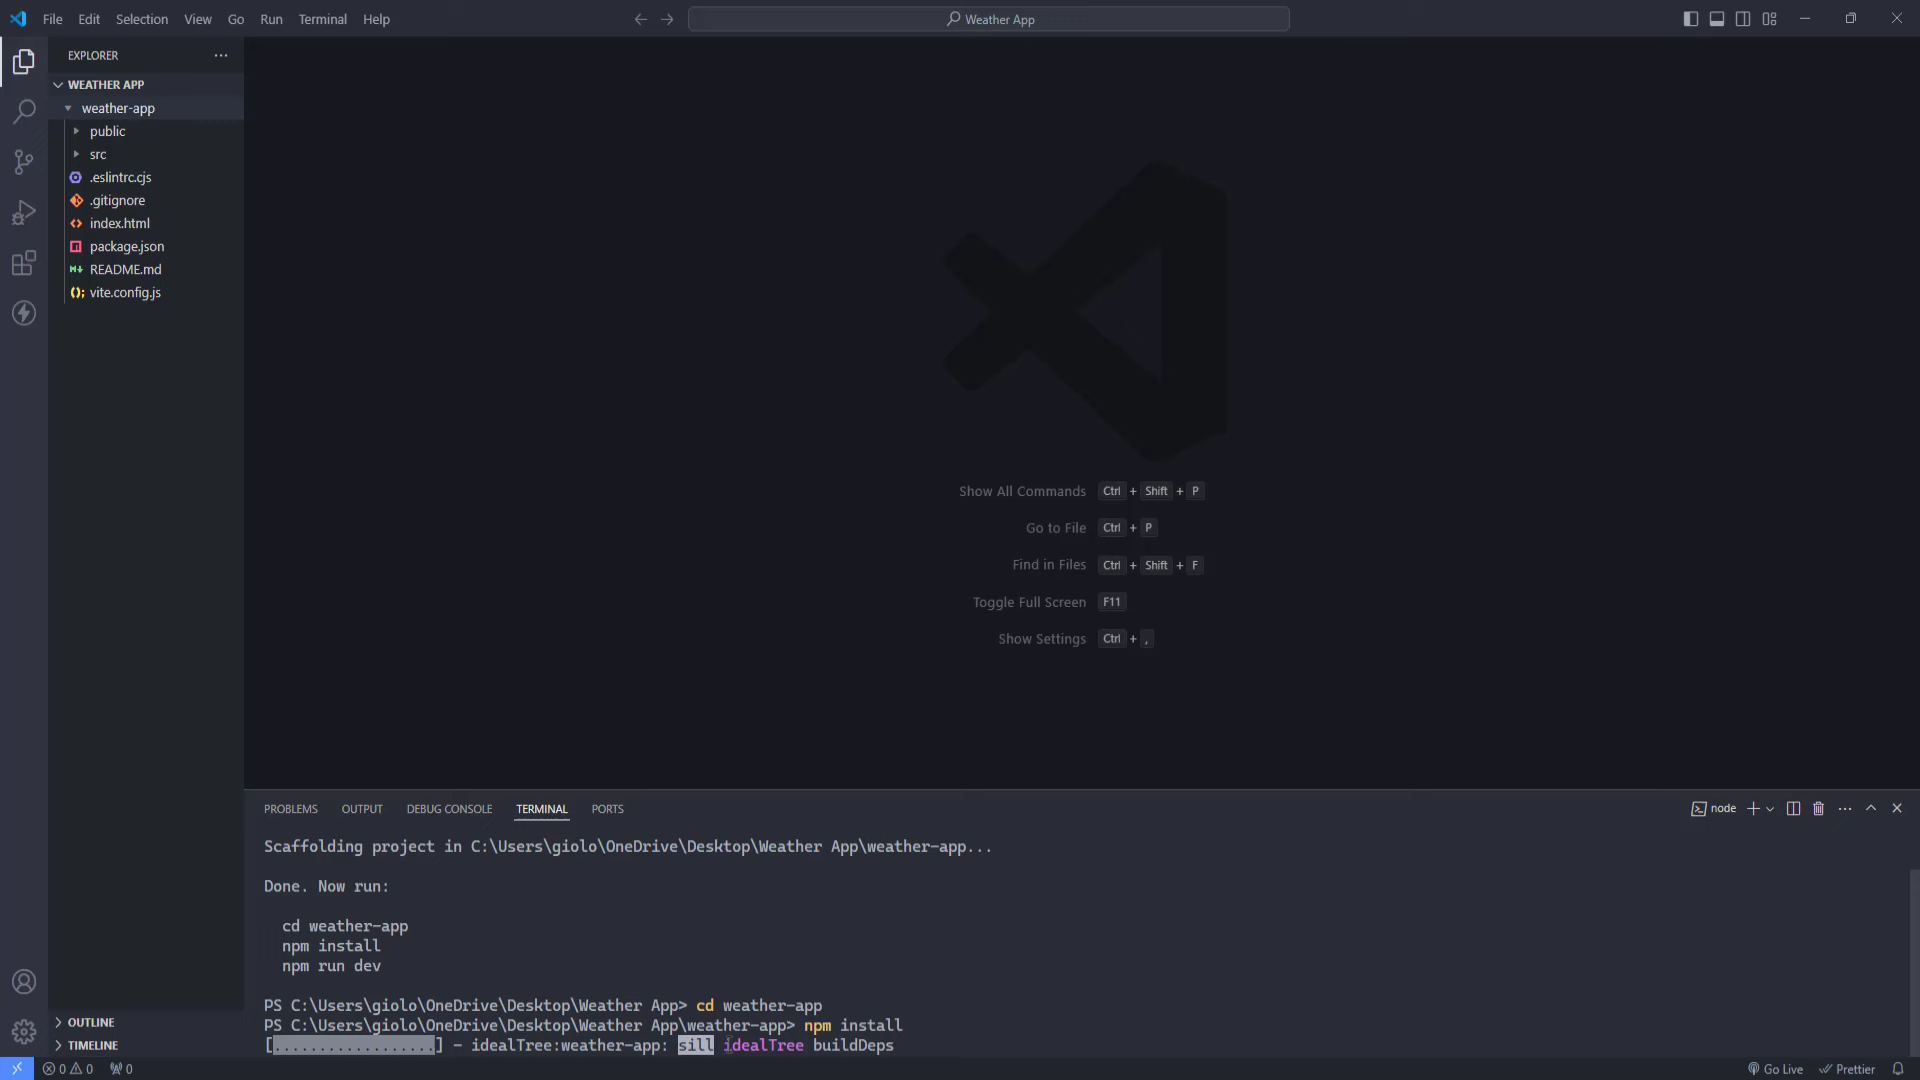 File Edit Selection View Go Run Terminal Help
Weather App
EXPLORER
WEATHER APP
weather-app
public
src
.eslintrc.cjs
.gitignore
index.html
package.json
README.md
vite.config.js
Show All Commands Ctrl + Shift + P
Go to File Ctrl + P
Find in Files Ctrl + Shift + F
Toggle Full Screen F11
Show Settings Ctrl + ,
PROBLEMS OUTPUT DEBUG CONSOLE TERMINAL PORTS
node
Scaffolding project in C:\Users\giolo\OneDrive\Desktop\Weather App\weather-app...
Done. Now run:
cd weather-app
npm install
npm run dev
PS C:\Users\giolo\OneDrive\Desktop\Weather App> cd weather-app
PS C:\Users\giolo\OneDrive\Desktop\Weather App\weather-app> npm install
[..................] - idealTree:weather-app: sill idealTree buildDeps
OUTLINE
TIMELINE
0 0 0
Go Live Prettier